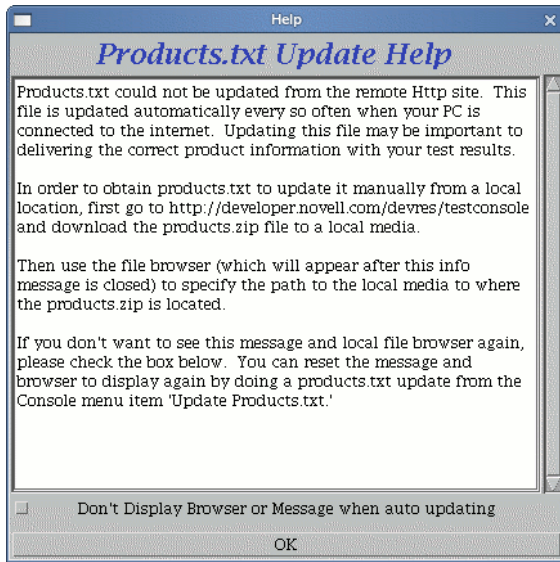 Help
Products.txt Update Help
Products.txt could not be updated from the remote Http site.  This
file is updated automatically every so often when your PC is
connected to the internet.  Updating this file may be important to
delivering the correct product information with your test results.
In order to obtain products.txt to update it manually from a local
location, first go to http://developer.novell.com/devres/testconsole
and download the products.zip file to a local media.
Then use the file browser (which will appear after this info
message is closed) to specify the path to the local media to where
the products.zip is located.
If you don't want to see this message and local file browser again,
please check the box below.  You can reset the message and
browser to display again by doing a products.txt update from the
Console menu item 'Update Products.txt.'
Don't Display Browser or Message when auto updating
OK